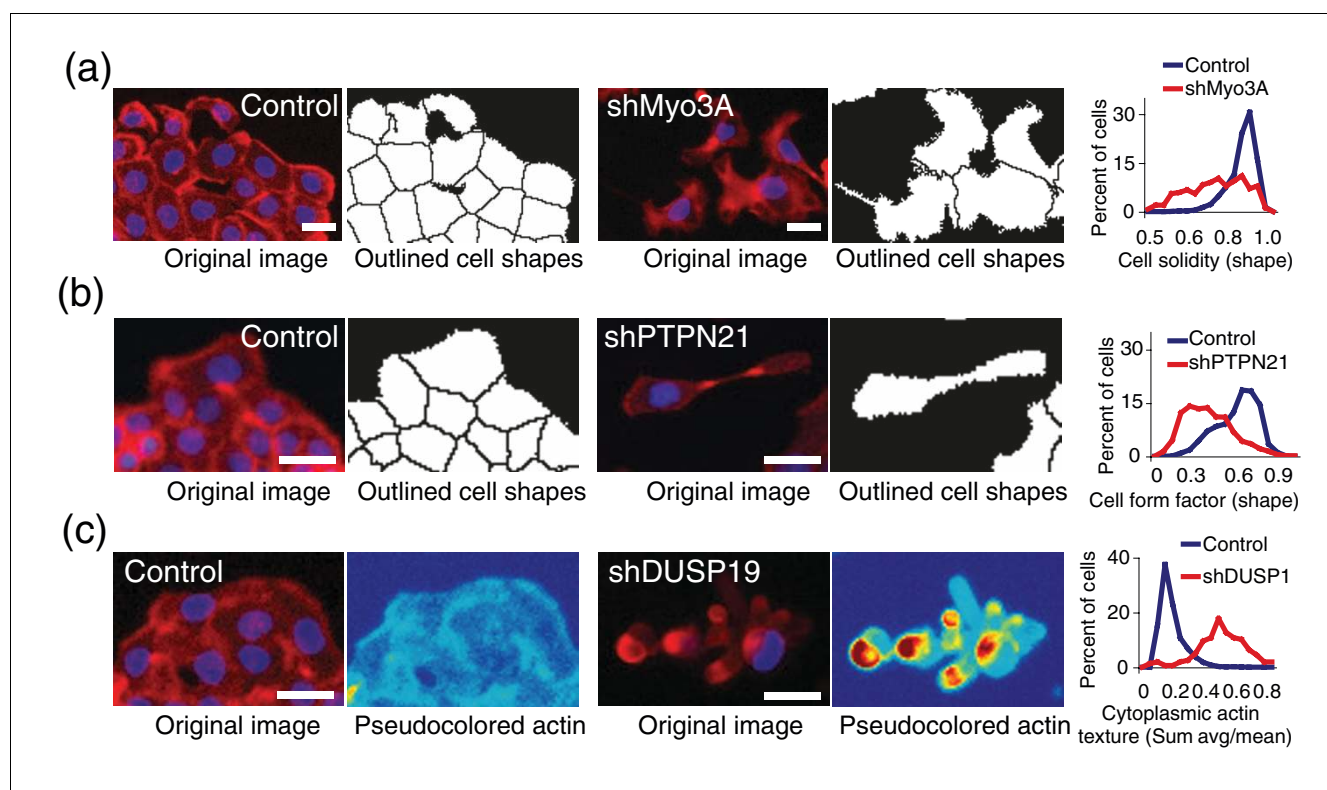 (a)
Control
shMyo3A
Original image
Outlined cell shapes
Original image
Outlined cell shapes
Control
shMyo3A
Percent of cells
30
15
0
0.5 0.6 0.8 1.0
Cell solidity (shape)
(b)
Control
shPTPN21
Original image
Outlined cell shapes
Original image
Outlined cell shapes
Control
shPTPN21
Percent of cells
30
15
0
0 0.3 0.6 0.9
Cell form factor (shape)
(c)
Control
shDUSP19
Original image
Pseudocolored actin
Original image
Pseudocolored actin
Control
shDUSP1
Percent of cells
40
20
0
0 0.20 0.4 0.6 0.8
Cytoplasmic actin
texture (Sum avg/mean)